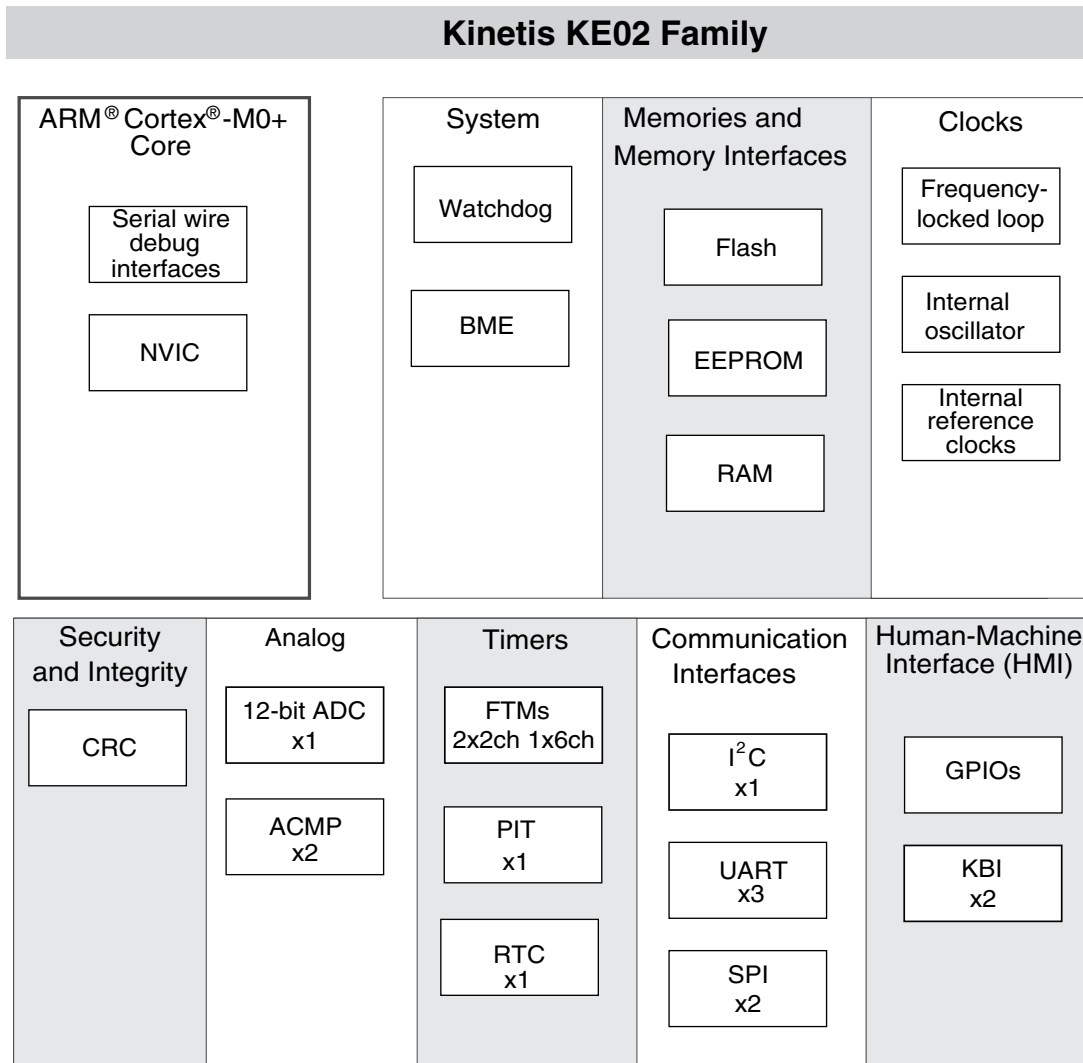 Kinetis KE02 Family
ARM® Cortex®-M0+
Core
Serial wire
debug
interfaces
NVIC
System
Watchdog
BME
Memories and
Memory Interfaces
Flash
EEPROM
RAM
Clocks
Frequency-
locked loop
Internal
oscillator
Internal
reference
clocks
Security
and Integrity
CRC
Analog
12-bit ADC
x1
ACMP
x2
Timers
FTMs
2x2ch 1x6ch
PIT
x1
RTC
x1
Communication
Interfaces
I²C
x1
UART
x3
SPI
x2
Human-Machine
Interface (HMI)
GPIOs
KBI
x2